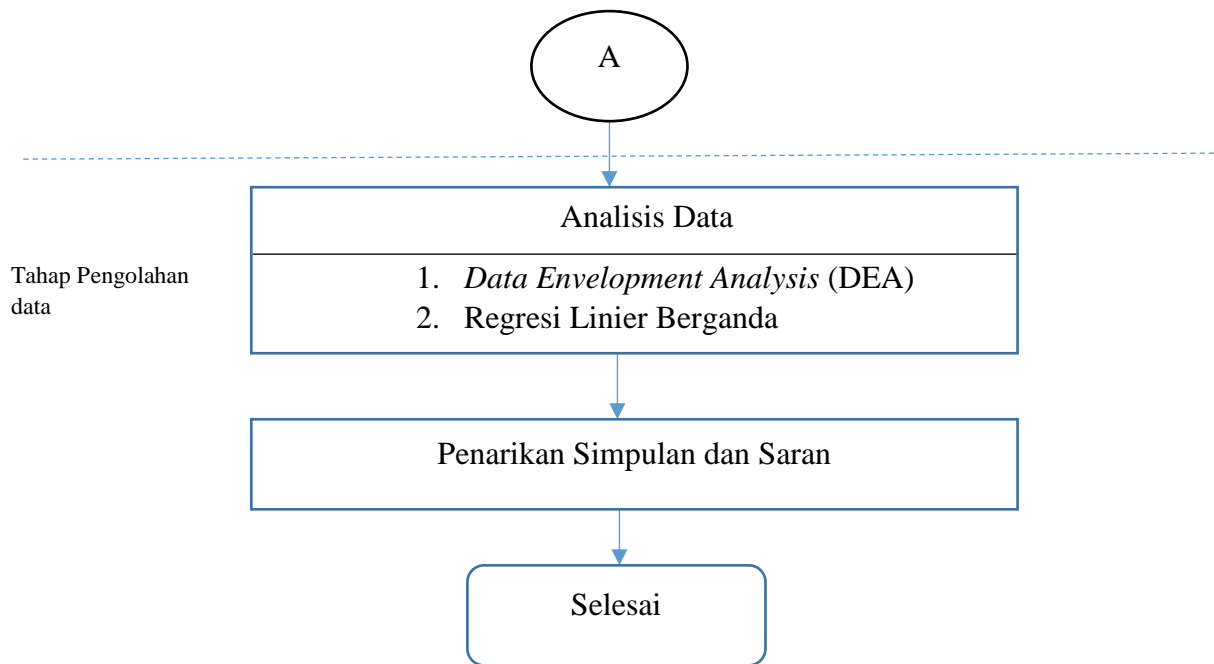 A
Analisis Data
Tahap Pengolahan
data
1. Data Envelopment Analysis (DEA)
2. Regresi Linier Berganda
Penarikan Simpulan dan Saran
Selesai